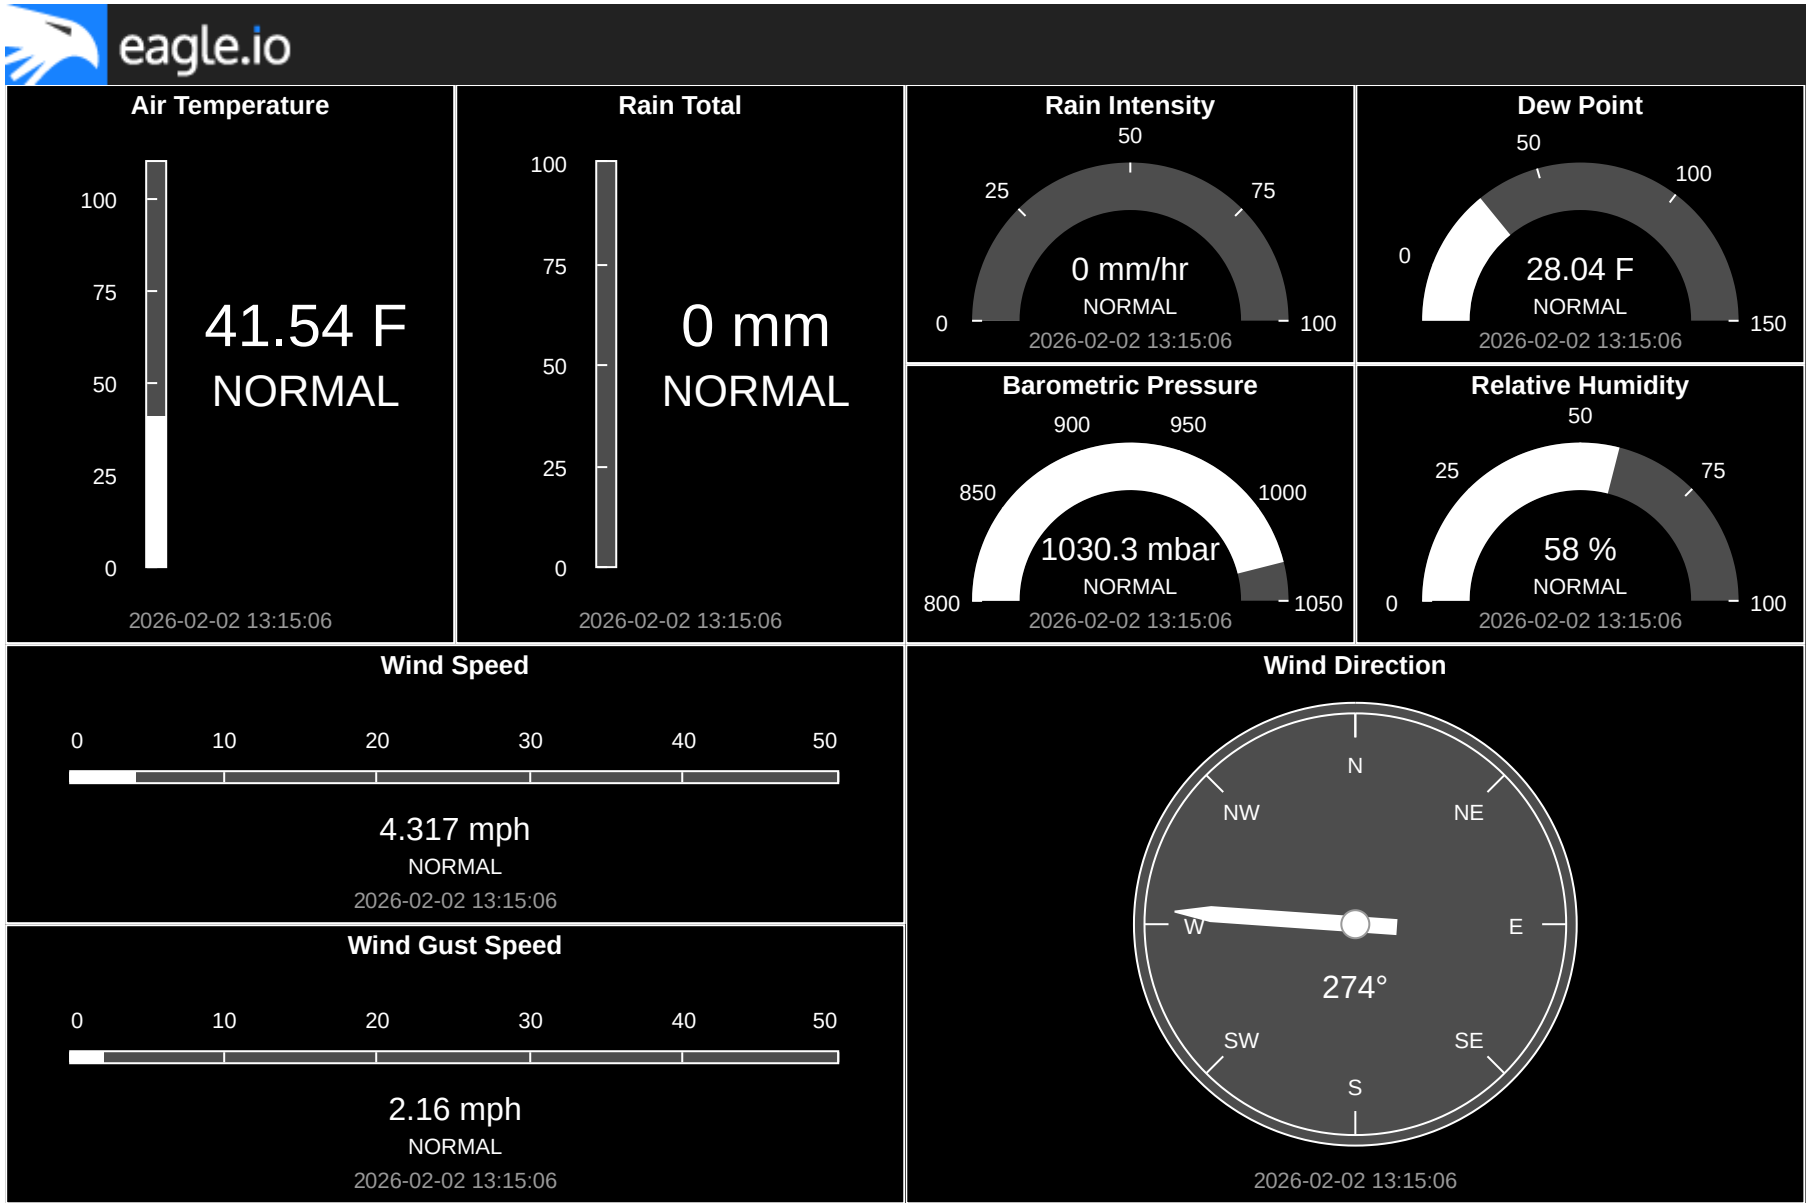 eagle.io
Air Temperature
100
75
50
25
0
41.54 F
NORMAL
2026-02-02 13:15:06
Rain Total
100
75
50
25
0
0 mm
NORMAL
2026-02-02 13:15:06
Rain Intensity
0
25
50
75
100
0 mm/hr
NORMAL
2026-02-02 13:15:06
Dew Point
0
50
100
150
28.04 F
NORMAL
2026-02-02 13:15:06
Barometric Pressure
800
850
900
950
1000
1050
1030.3 mbar
NORMAL
2026-02-02 13:15:06
Relative Humidity
0
25
50
75
100
58 %
NORMAL
2026-02-02 13:15:06
Wind Speed
0 10 20 30 40 50
4.317 mph
NORMAL
2026-02-02 13:15:06
Wind Gust Speed
0 10 20 30 40 50
2.16 mph
NORMAL
2026-02-02 13:15:06
Wind Direction
N
NW NE
W E
274°
SW SE
S
2026-02-02 13:15:06